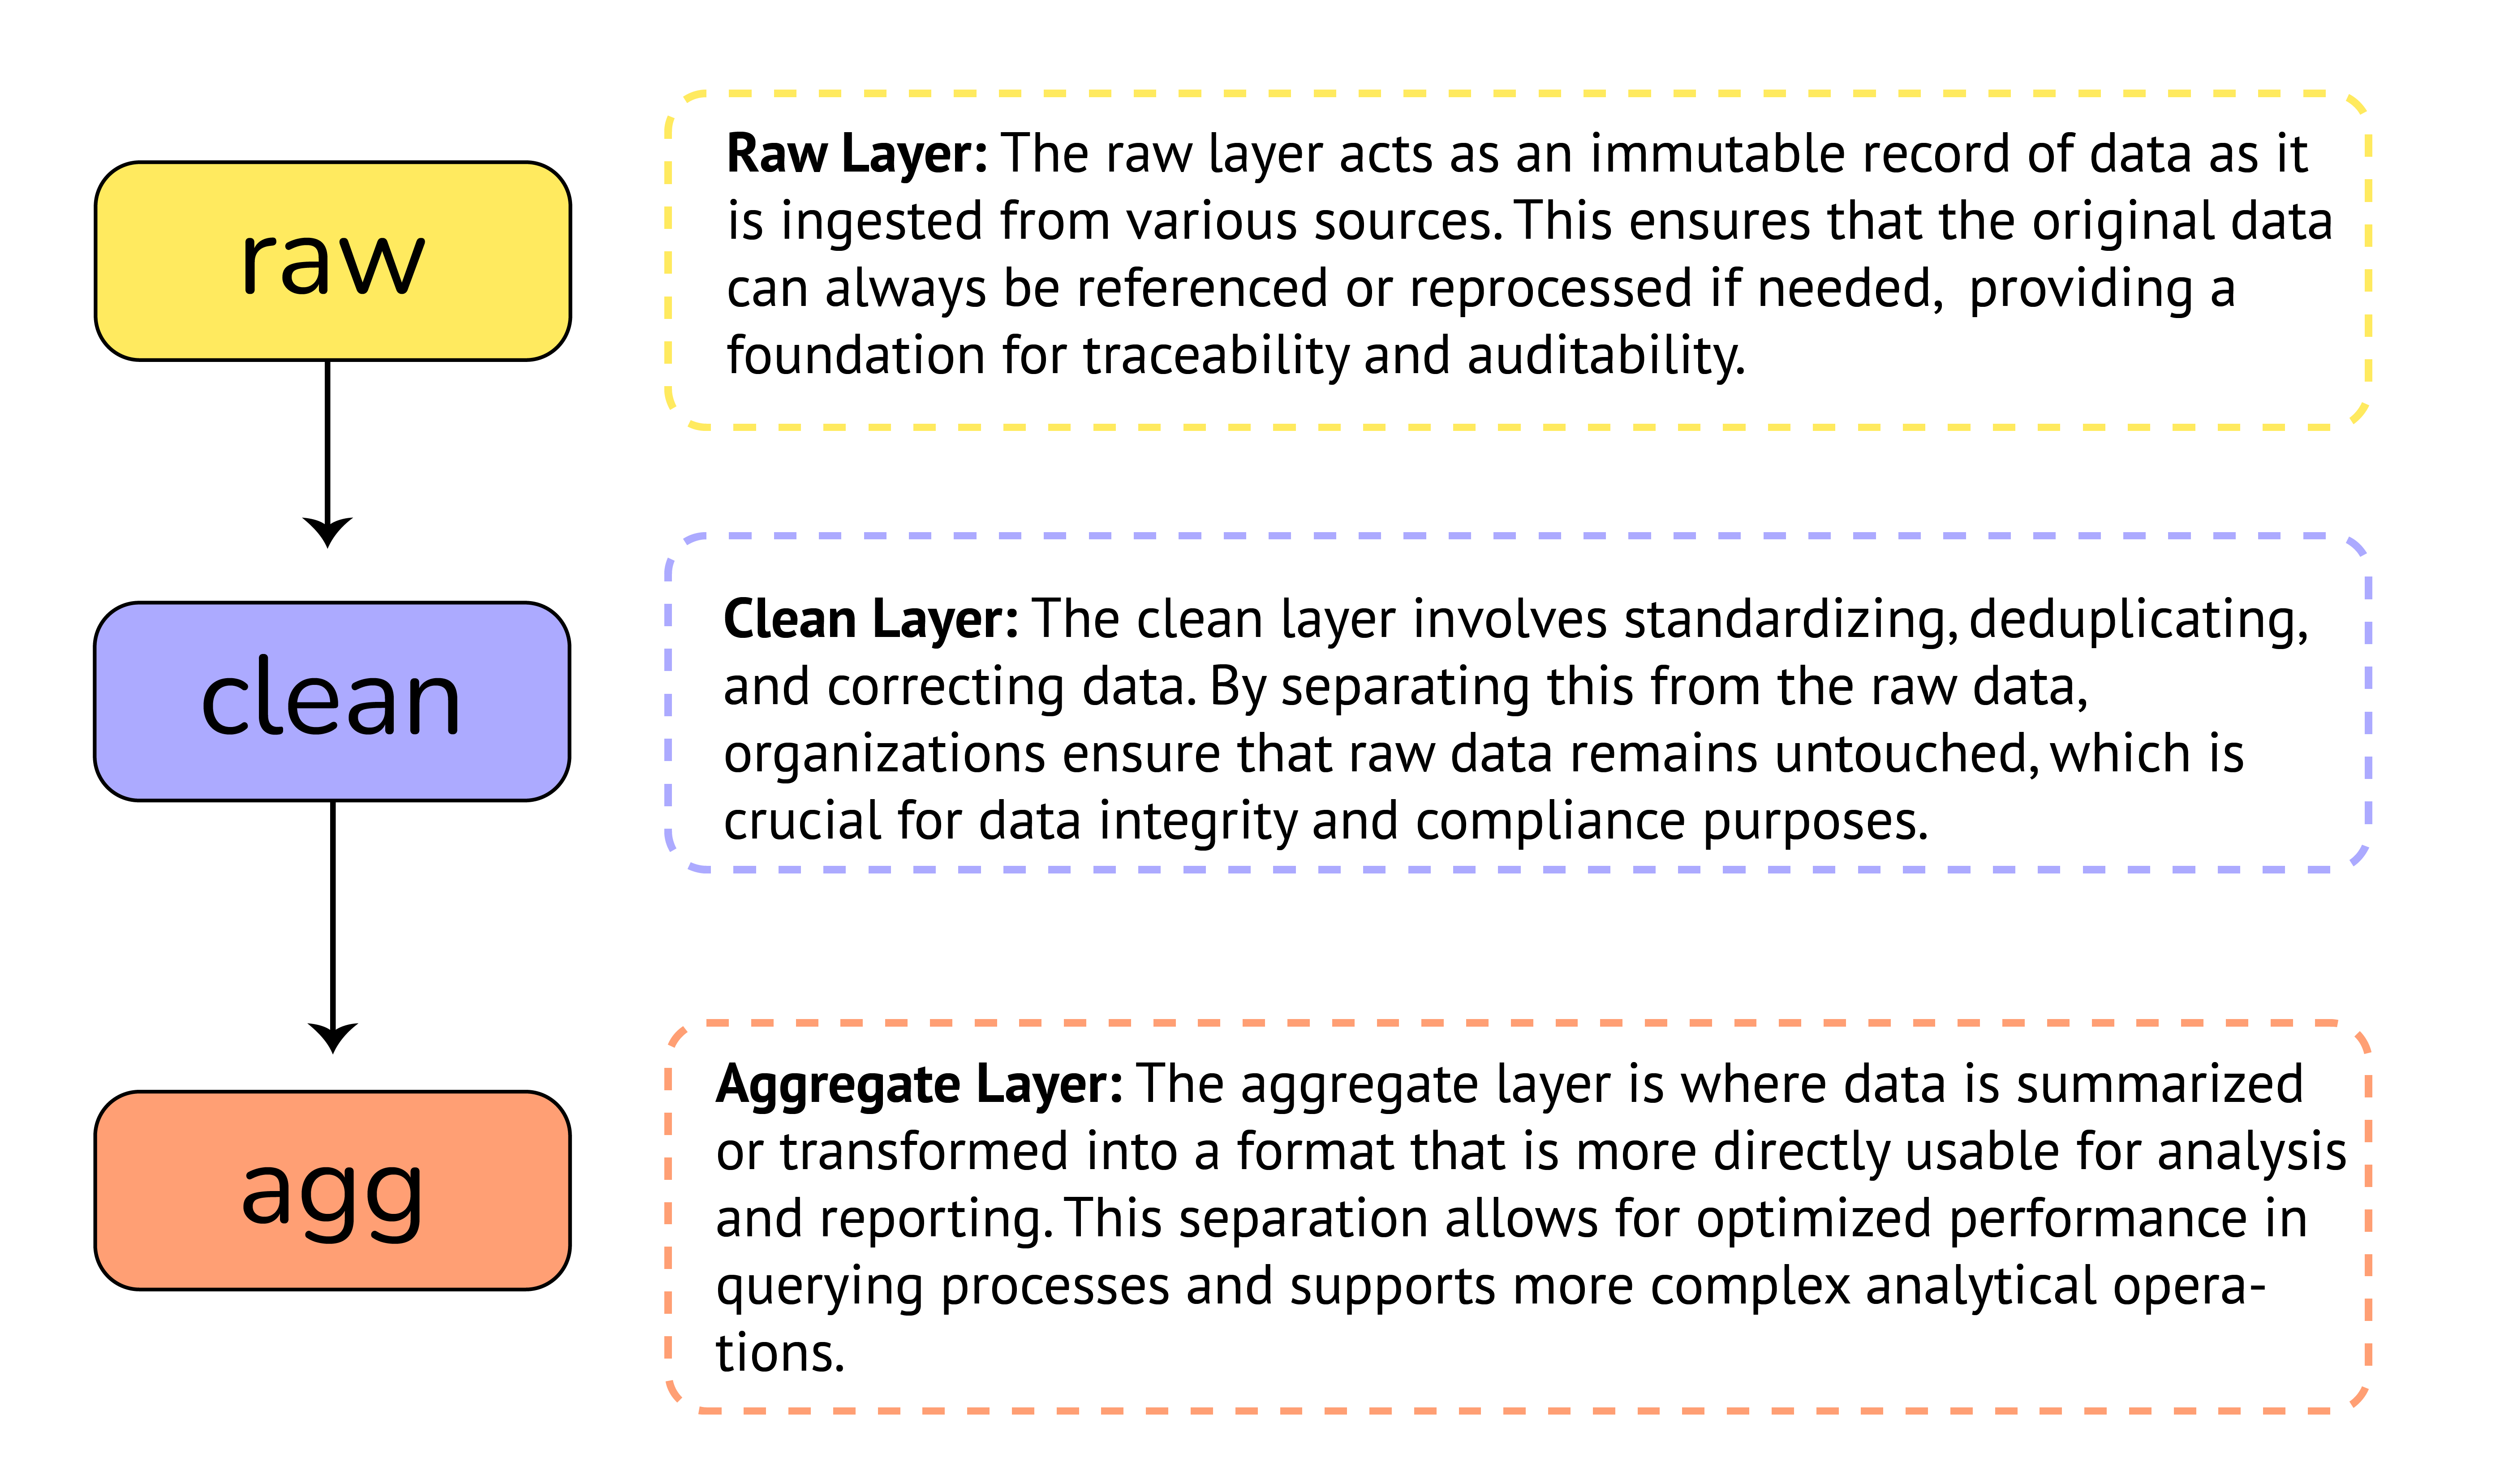 raw
Raw Layer: The raw layer acts as an immutable record of data as it
is ingested from various sources. This ensures that the original data
can always be referenced or reprocessed if needed,  providing a
foundation for traceability and auditability.
clean
Clean Layer: The clean layer involves standardizing, deduplicating,
and correcting data. By separating this from the raw data,
organizations ensure that raw data remains untouched, which is
crucial for data integrity and compliance purposes.
agg
Aggregate Layer: The aggregate layer is where data is summarized
or transformed into a format that is more directly usable for analysis
and reporting. This separation allows for optimized performance in
querying processes and supports more complex analytical opera-
tions.